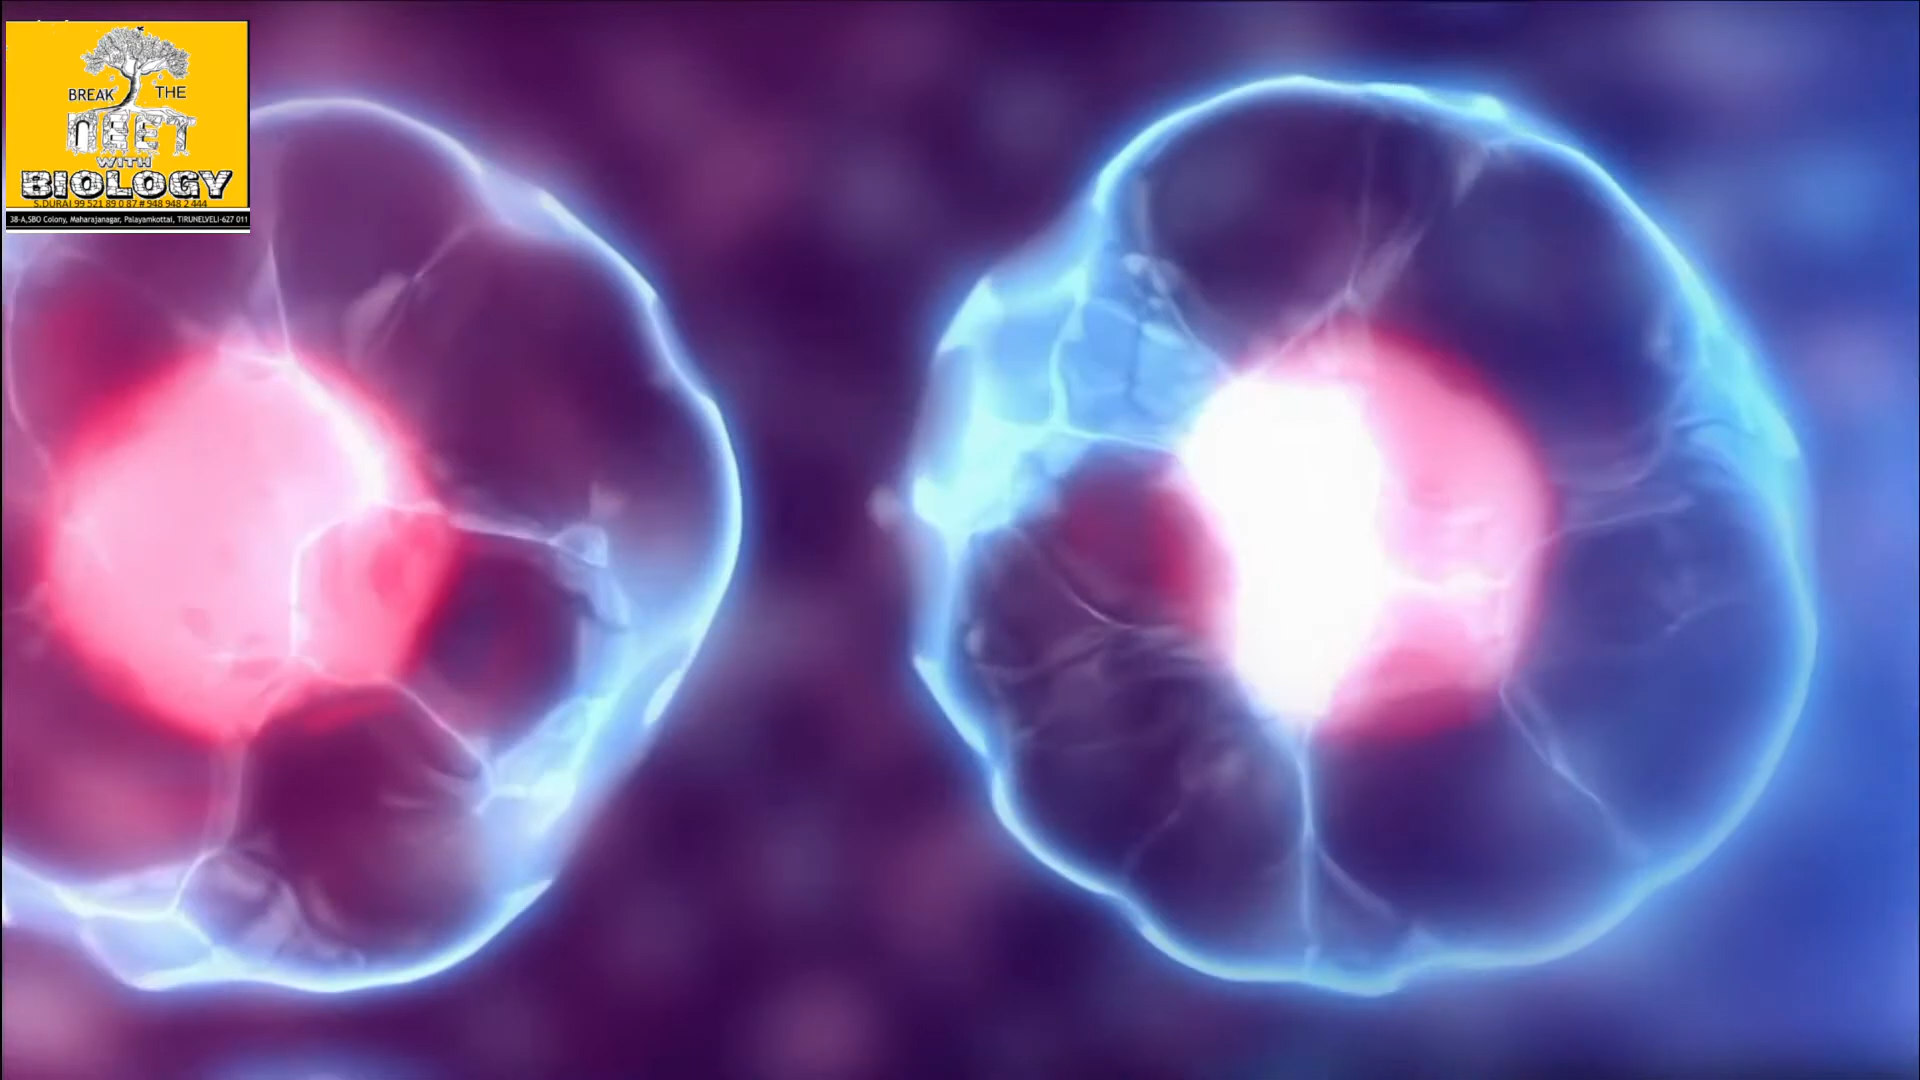 BREAK THE
NEET
WITH
BIOLOGY
S.DURAI 99 521 89 0 87 # 948 948 2 444
38-A,SBO Colony, Maharajanagar, Palayamkottai, TIRUNELVELI-627 011